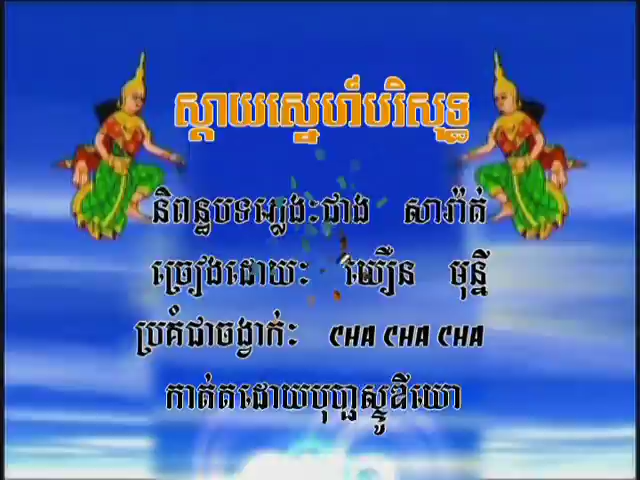 ស្ដាយស្នេហ៍បរិសុទ្ធ
និពន្ធបទភ្លេងៈជាង សារ៉ាត់
ច្រៀងដោយៈ ឃឿន មុន្នី
ប្រគំជាចង្វាក់ៈ CHA CHA CHA
កាត់តដោយបុប្ផាស្ទូឌីយោ